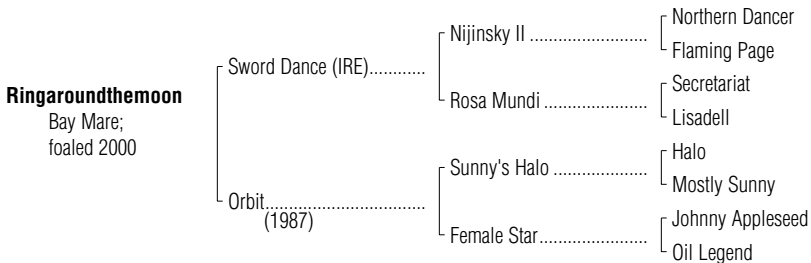 Ringaroundthemoon
Bay Mare;
foaled 2000
Sword Dance (IRE)............
Orbit..................................
(1987)
Nijinsky II ...................
Rosa Mundi .................
Sunny's Halo ...................
Female Star.................
Northern Dancer
Flaming Page
Secretariat
Lisadell
Halo
Mostly Sunny
Johnny Appleseed
Oil Legend